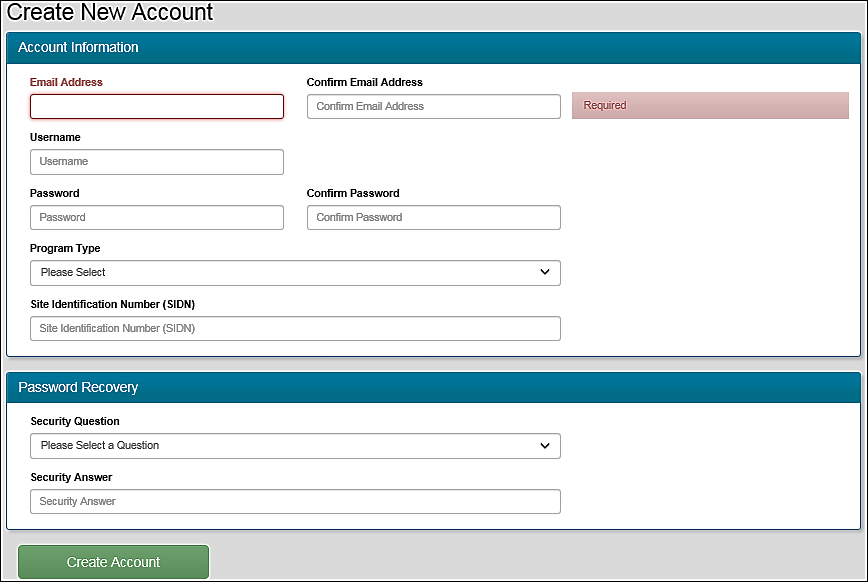 Create New Account
Account Information
Email Address Confirm Email Address
Confirm Email Address Required
Username
Username
Password Confirm Password
Password Confirm Password
Program Type
Please Select
Site Identification Number (SIDN)
Site Identification Number (SIDN)
Password Recovery
Security Question
Please Select a Question
Security Answer
Security Answer
Create Account